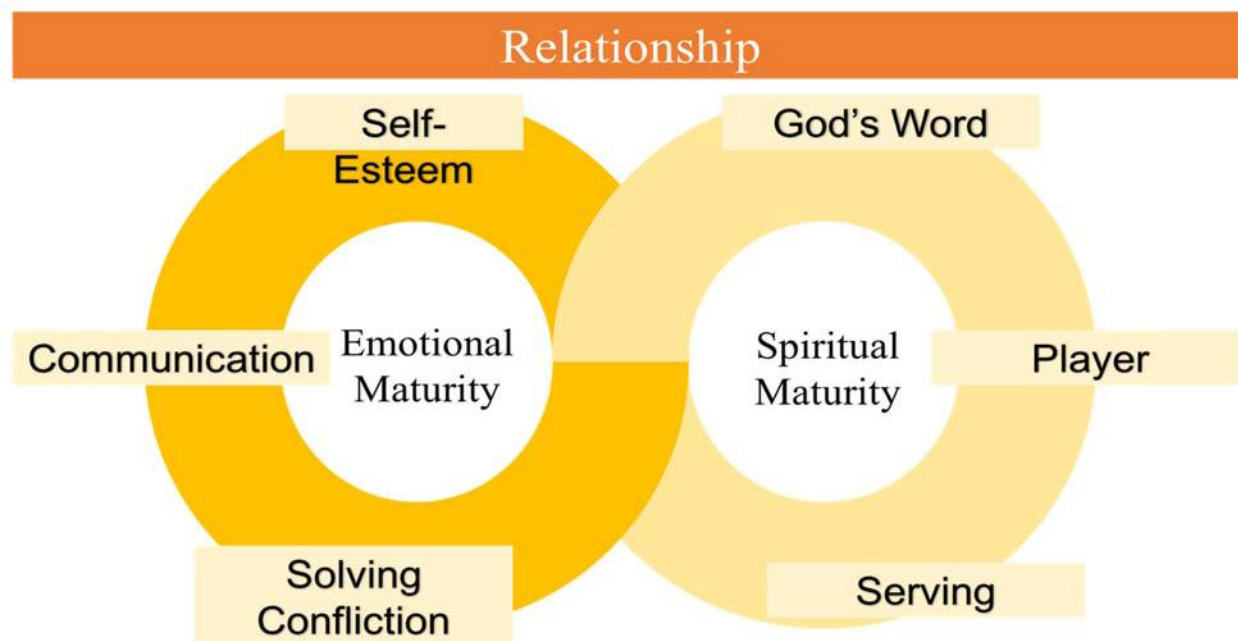 Relationship
Self-
Esteem
God's Word
Communication
Emotional
Maturity
Spiritual
Maturity
Player
Solving
Confliction
Serving